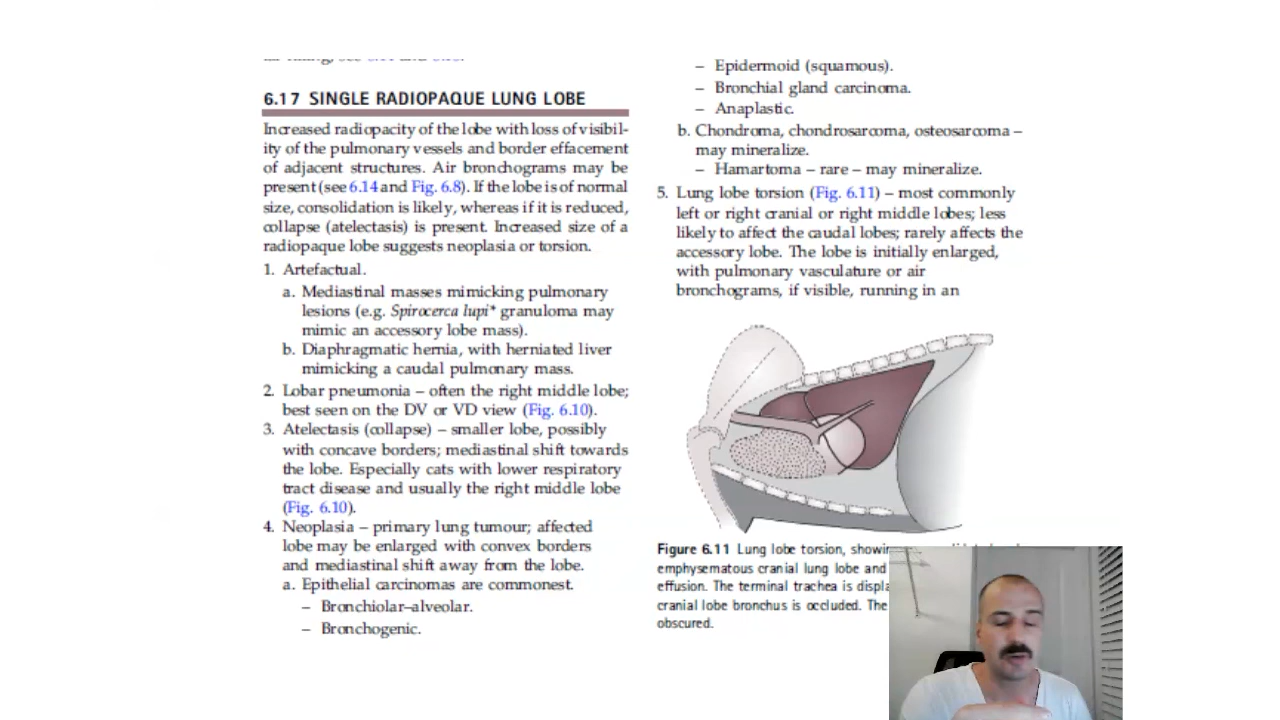 6.17 SINGLE RADIOPAQUE LUNG LOBE
Increased radiopacity of the lobe with loss of visibil-
ity of the pulmonary vessels and border effacement
of adjacent structures. Air bronchograms may be
present (see 6.14 and Fig. 6.8). If the lobe is of normal
size, consolidation is likely, whereas if it is reduced,
collapse (atelectasis) is present. Increased size of a
radiopaque lobe suggests neoplasia or torsion.
1. Artefactual.
a. Mediastinal masses mimicking pulmonary
lesions (e.g. Spirocerca lupi* granuloma may
mimic an accessory lobe mass).
b. Diaphragmatic hernia, with herniated liver
mimicking a caudal pulmonary mass.
2. Lobar pneumonia – often the right middle lobe;
best seen on the DV or VD view (Fig. 6.10).
3. Atelectasis (collapse) – smaller lobe, possibly
with concave borders; mediastinal shift towards
the lobe. Especially cats with lower respiratory
tract disease and usually the right middle lobe
(Fig. 6.10).
4. Neoplasia – primary lung tumour; affected
lobe may be enlarged with convex borders
and mediastinal shift away from the lobe.
a. Epithelial carcinomas are commonest.
– Bronchiolar–alveolar.
– Bronchogenic.
– Epidermoid (squamous).
– Bronchial gland carcinoma.
– Anaplastic.
b. Chondroma, chondrosarcoma, osteosarcoma –
may mineralize.
– Hamartoma – rare – may mineralize.
5. Lung lobe torsion (Fig. 6.11) – most commonly
left or right cranial or right middle lobes; less
likely to affect the caudal lobes; rarely affects the
accessory lobe. The lobe is initially enlarged,
with pulmonary vasculature or air
bronchograms, if visible, running in an
Figure 6.11 Lung lobe torsion,
emphysematous cranial lung lobe and
effusion. The terminal trachea is
cranial lobe bronchus is occluded. The
obscured.